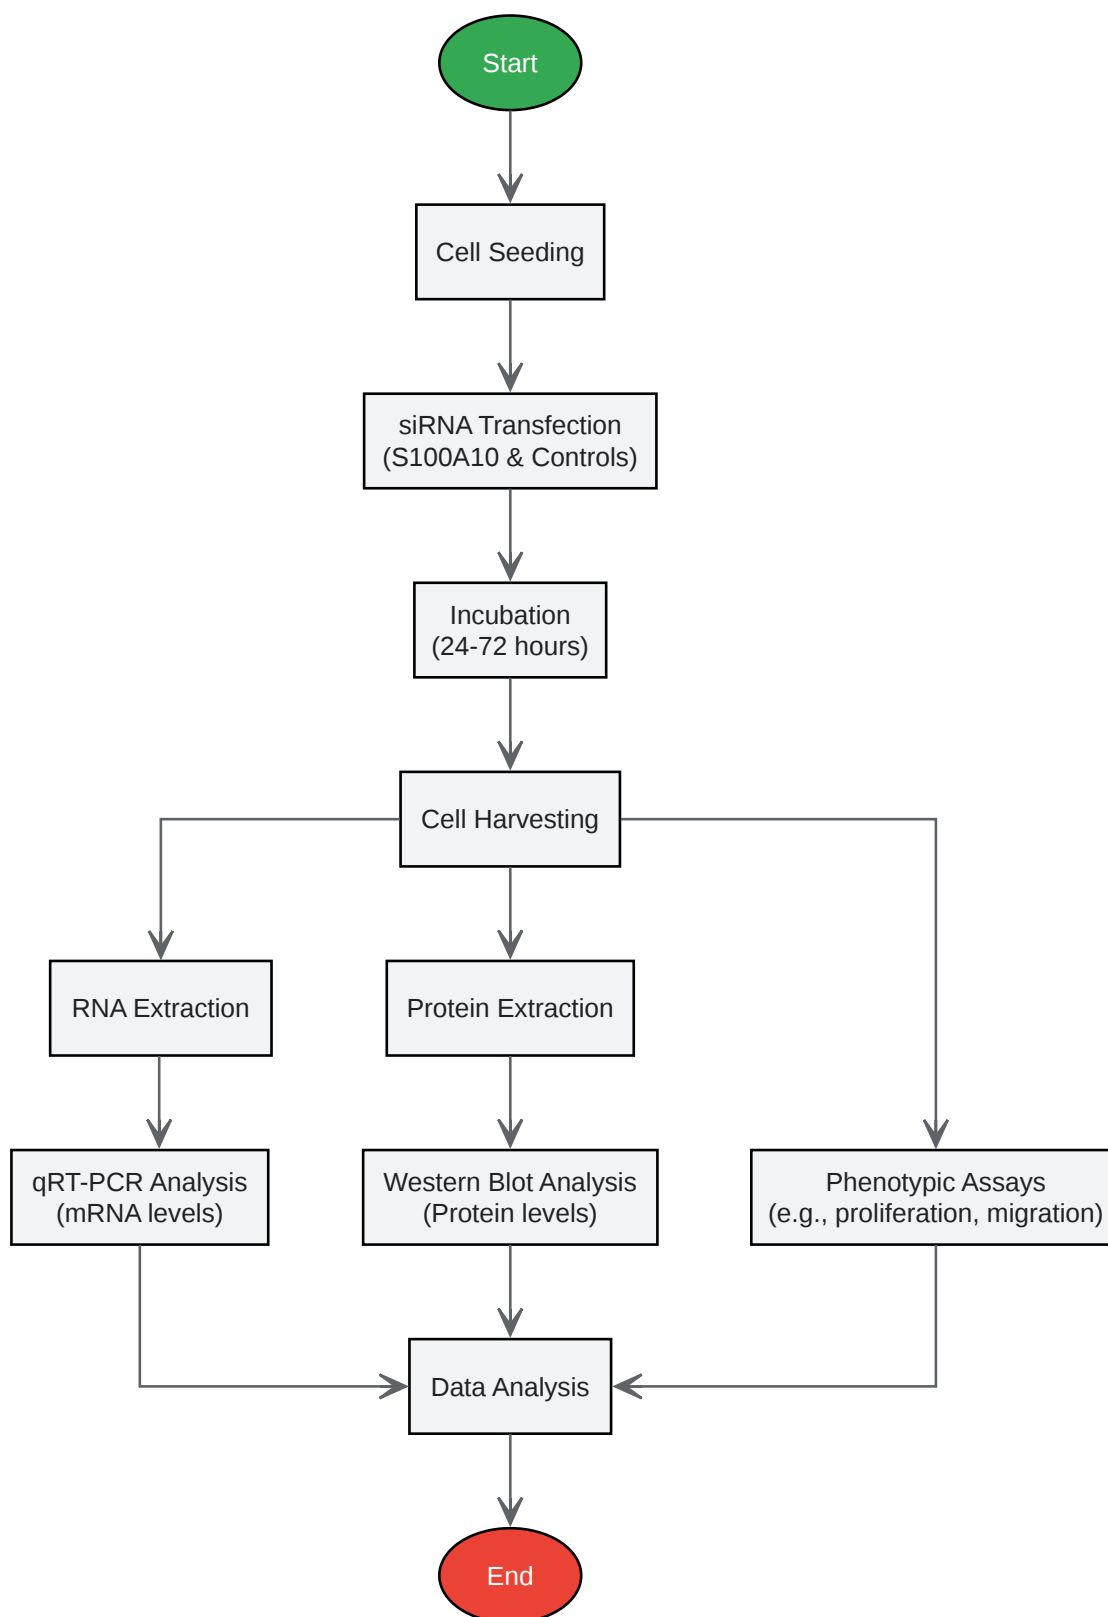 Start
Cell Seeding
siRNA Transfection
(S100A10 & Controls)
Incubation
(24-72 hours)
Cell Harvesting
RNA Extraction
Protein Extraction
qRT-PCR Analysis
(mRNA levels)
Western Blot Analysis
(Protein levels)
Phenotypic Assays
(e.g., proliferation, migration)
Data Analysis
End